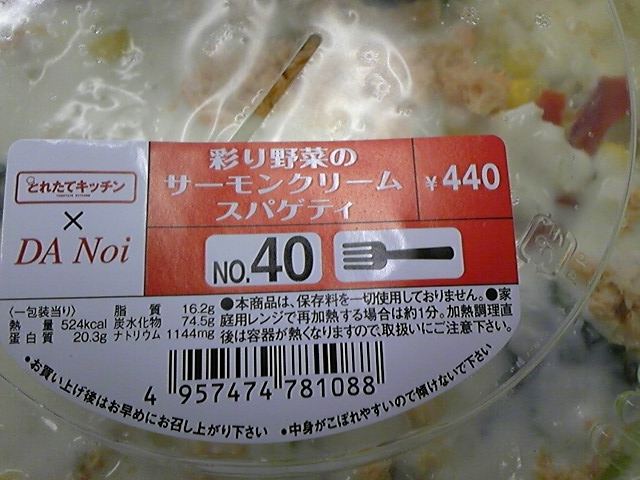 とれたてキッチン
×
DA Noi
彩り野菜の
サーモンクリーム
スパゲティ
¥440
NO.40
〈一包装当り〉 脂質 16.2g
熱量 524kcal 炭水化物 74.5g
蛋白質 20.3g ナトリウム 1144mg
●本商品は、保存料を一切使用しておりません。●家
庭用レンジで再加熱する場合は約1分。加熱調理直
後は容器が熱くなりますので、取扱いにご注意下さい。
4 957474 781088
●お買い上げ後はお早めにお召し上がり下さい ●中身がこぼれやすいので傾けないで下さい